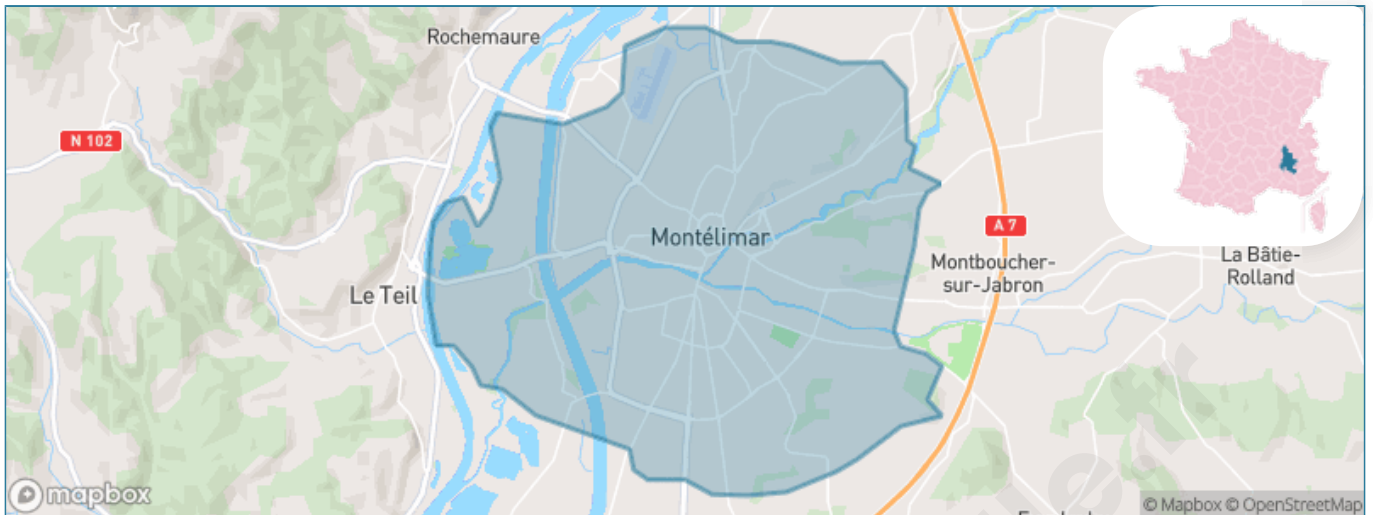 Rochemaure
N 102
Montélimar
A 7
Le Teil
Montboucher-
sur-Jabron
La Bâtie-
Rolland
mapbox
© Mapbox © OpenStreetMap